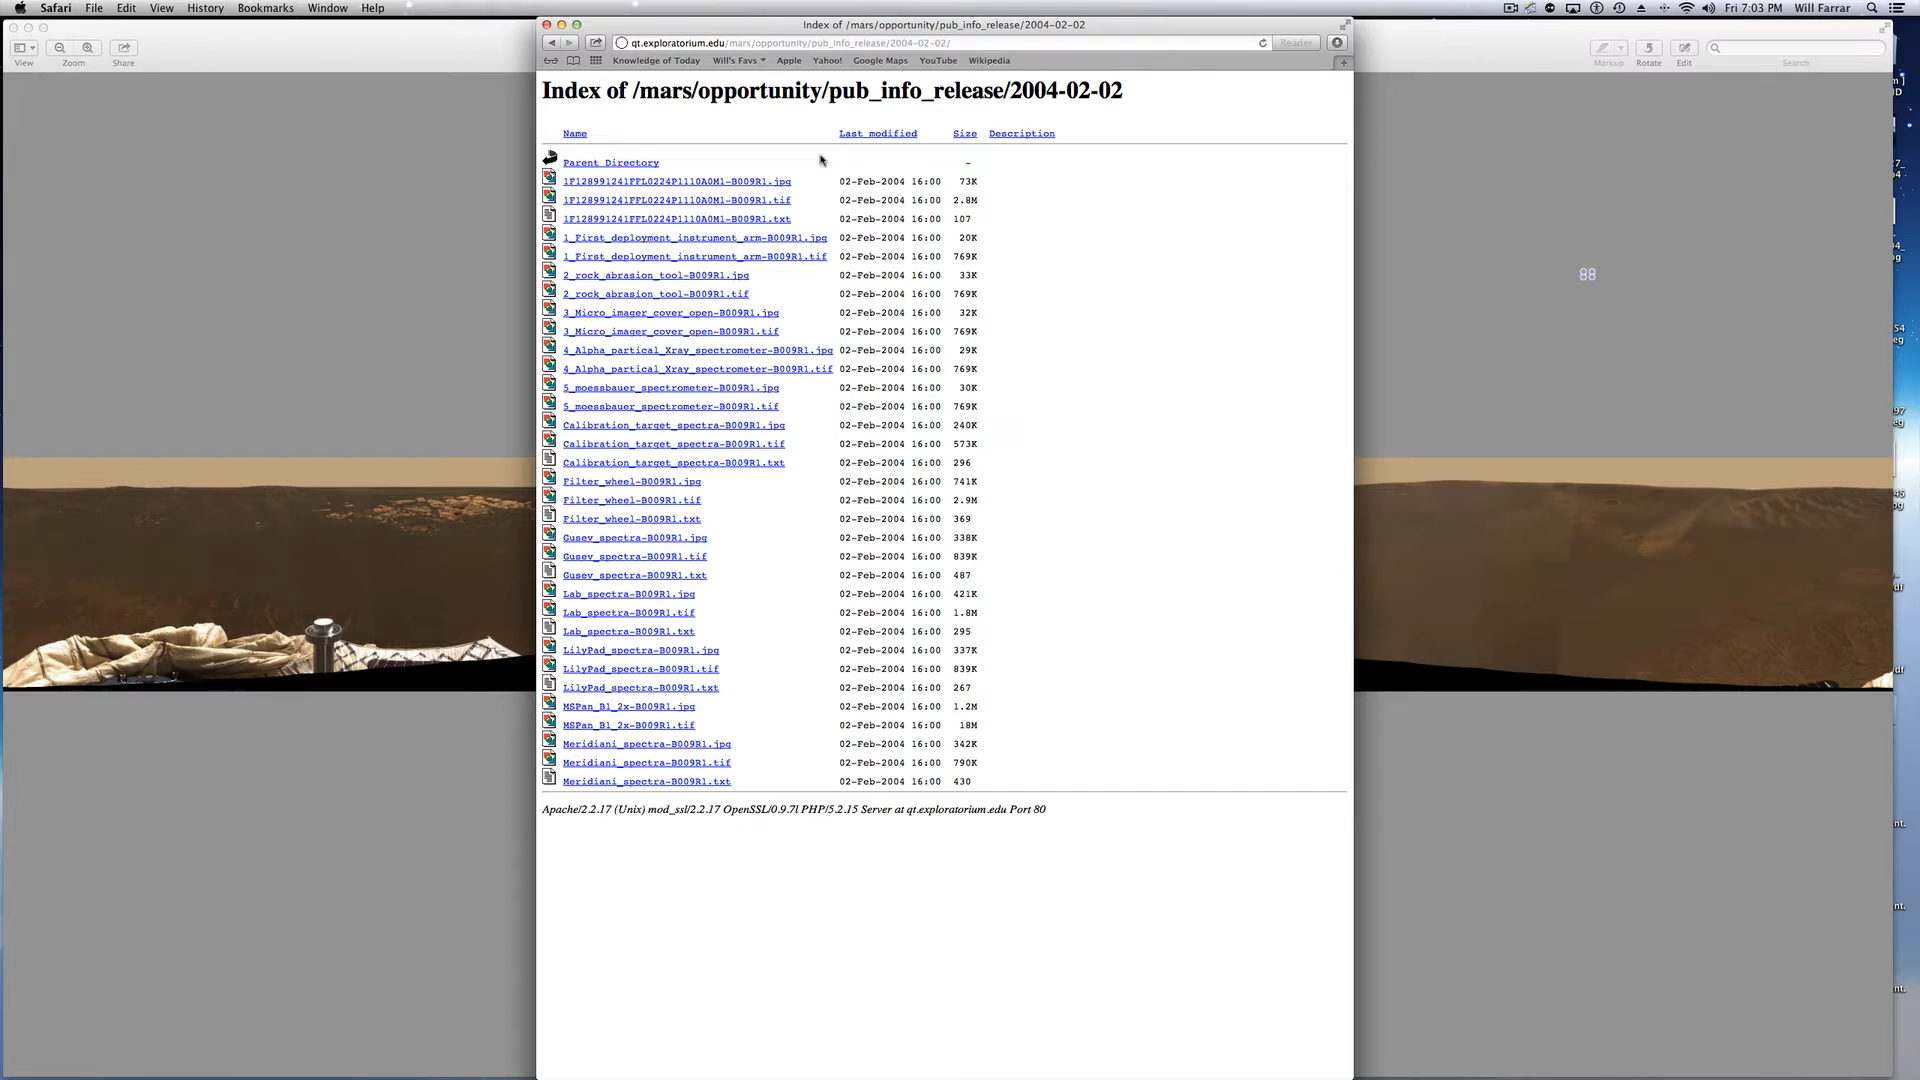 Safari File Edit View History Bookmarks Window Help
Fri 7:03 PM Will Farrar
Index of /mars/opportunity/pub_info_release/2004-02-02
View Zoom Share
qt.exploratorium.edu/mars/opportunity/pub_info_release/2004-02-02/
Reader
Markup Rotate Edit Search
Knowledge of Today Will's Favs Apple Yahoo! Google Maps YouTube Wikipedia
Index of /mars/opportunity/pub_info_release/2004-02-02
Name Last modified Size Description
Parent Directory -
1F128991241FFL0224P1110A0M1-B009R1.jpg 02-Feb-2004 16:00 73K
1F128991241FFL0224P1110A0M1-B009R1.tif 02-Feb-2004 16:00 2.8M
1F128991241FFL0224P1110A0M1-B009R1.txt 02-Feb-2004 16:00 107
1_First_deployment_instrument_arm-B009R1.jpg 02-Feb-2004 16:00 20K
1_First_deployment_instrument_arm-B009R1.tif 02-Feb-2004 16:00 769K
2_rock_abrasion_tool-B009R1.jpg 02-Feb-2004 16:00 33K
2_rock_abrasion_tool-B009R1.tif 02-Feb-2004 16:00 769K
3_Micro_imager_cover_open-B009R1.jpg 02-Feb-2004 16:00 32K
3_Micro_imager_cover_open-B009R1.tif 02-Feb-2004 16:00 769K
4_Alpha_partical_Xray_spectrometer-B009R1.jpg 02-Feb-2004 16:00 29K
4_Alpha_partical_Xray_spectrometer-B009R1.tif 02-Feb-2004 16:00 769K
5_moessbauer_spectrometer-B009R1.jpg 02-Feb-2004 16:00 30K
5_moessbauer_spectrometer-B009R1.tif 02-Feb-2004 16:00 769K
Calibration_target_spectra-B009R1.jpg 02-Feb-2004 16:00 240K
Calibration_target_spectra-B009R1.tif 02-Feb-2004 16:00 573K
Calibration_target_spectra-B009R1.txt 02-Feb-2004 16:00 296
Filter_wheel-B009R1.jpg 02-Feb-2004 16:00 741K
Filter_wheel-B009R1.tif 02-Feb-2004 16:00 2.9M
Filter_wheel-B009R1.txt 02-Feb-2004 16:00 369
Gusev_spectra-B009R1.jpg 02-Feb-2004 16:00 338K
Gusev_spectra-B009R1.tif 02-Feb-2004 16:00 839K
Gusev_spectra-B009R1.txt 02-Feb-2004 16:00 487
Lab_spectra-B009R1.jpg 02-Feb-2004 16:00 421K
Lab_spectra-B009R1.tif 02-Feb-2004 16:00 1.8M
Lab_spectra-B009R1.txt 02-Feb-2004 16:00 295
LilyPad_spectra-B009R1.jpg 02-Feb-2004 16:00 337K
LilyPad_spectra-B009R1.tif 02-Feb-2004 16:00 839K
LilyPad_spectra-B009R1.txt 02-Feb-2004 16:00 267
MSPan_B1_2x-B009R1.jpg 02-Feb-2004 16:00 1.2M
MSPan_B1_2x-B009R1.tif 02-Feb-2004 16:00 18M
Meridiani_spectra-B009R1.jpg 02-Feb-2004 16:00 342K
Meridiani_spectra-B009R1.tif 02-Feb-2004 16:00 790K
Meridiani_spectra-B009R1.txt 02-Feb-2004 16:00 430
Apache/2.2.17 (Unix) mod_ssl/2.2.17 OpenSSL/0.9.7l PHP/5.2.15 Server at qt.exploratorium.edu Port 80